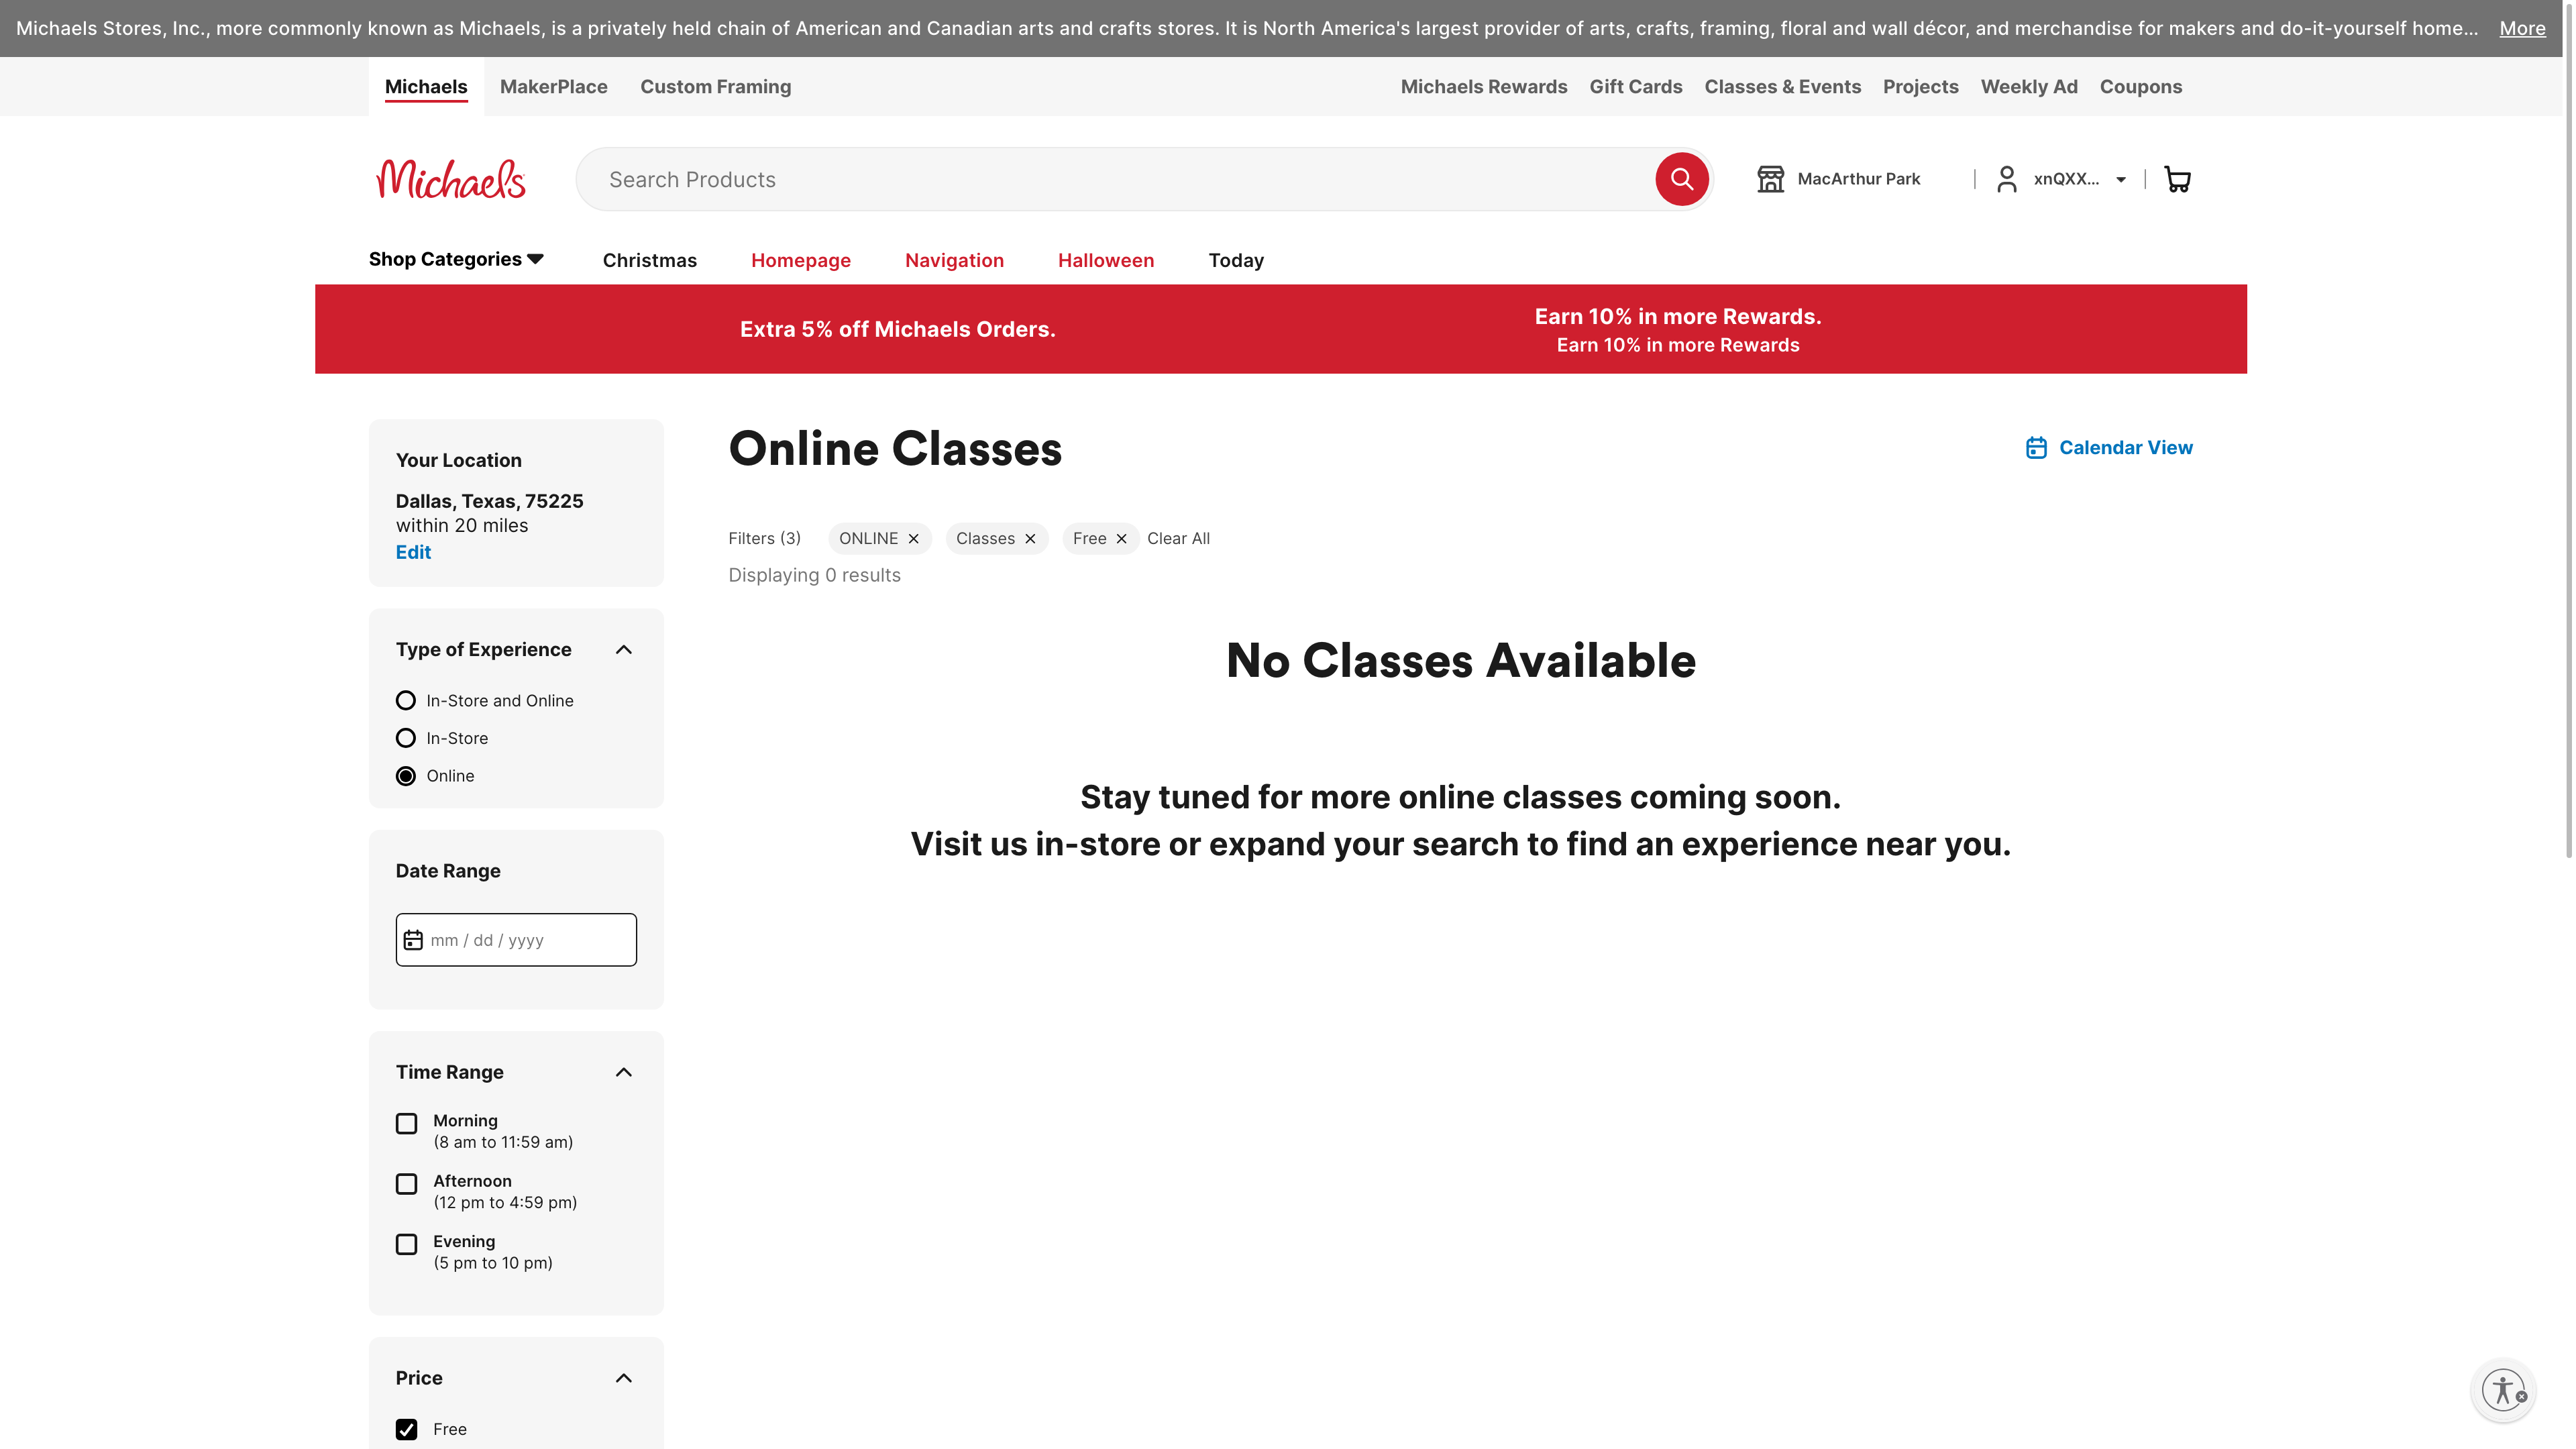 Michaels Stores, Inc., more commonly known as Michaels, is a privately held chain of American and Canadian arts and crafts stores. It is North America's largest provider of arts, crafts, framing, floral and wall décor, and merchandise for makers and do-it-yourself home... More
Michaels MakerPlace Custom Framing Michaels Rewards Gift Cards Classes & Events Projects Weekly Ad Coupons
Michaels Search Products MacArthur Park xnQXX...
Shop Categories Christmas Homepage Navigation Halloween Today
Extra 5% off Michaels Orders.
Earn 10% in more Rewards.
Earn 10% in more Rewards
Your Location
Dallas, Texas, 75225
within 20 miles
Edit
Type of Experience
In-Store and Online
In-Store
Online
Date Range
mm / dd / yyyy
Time Range
Morning
(8 am to 11:59 am)
Afternoon
(12 pm to 4:59 pm)
Evening
(5 pm to 10 pm)
Price
Free
Online Classes
Calendar View
Filters (3) ONLINE Classes Free Clear All
Displaying 0 results
No Classes Available
Stay tuned for more online classes coming soon.
Visit us in-store or expand your search to find an experience near you.